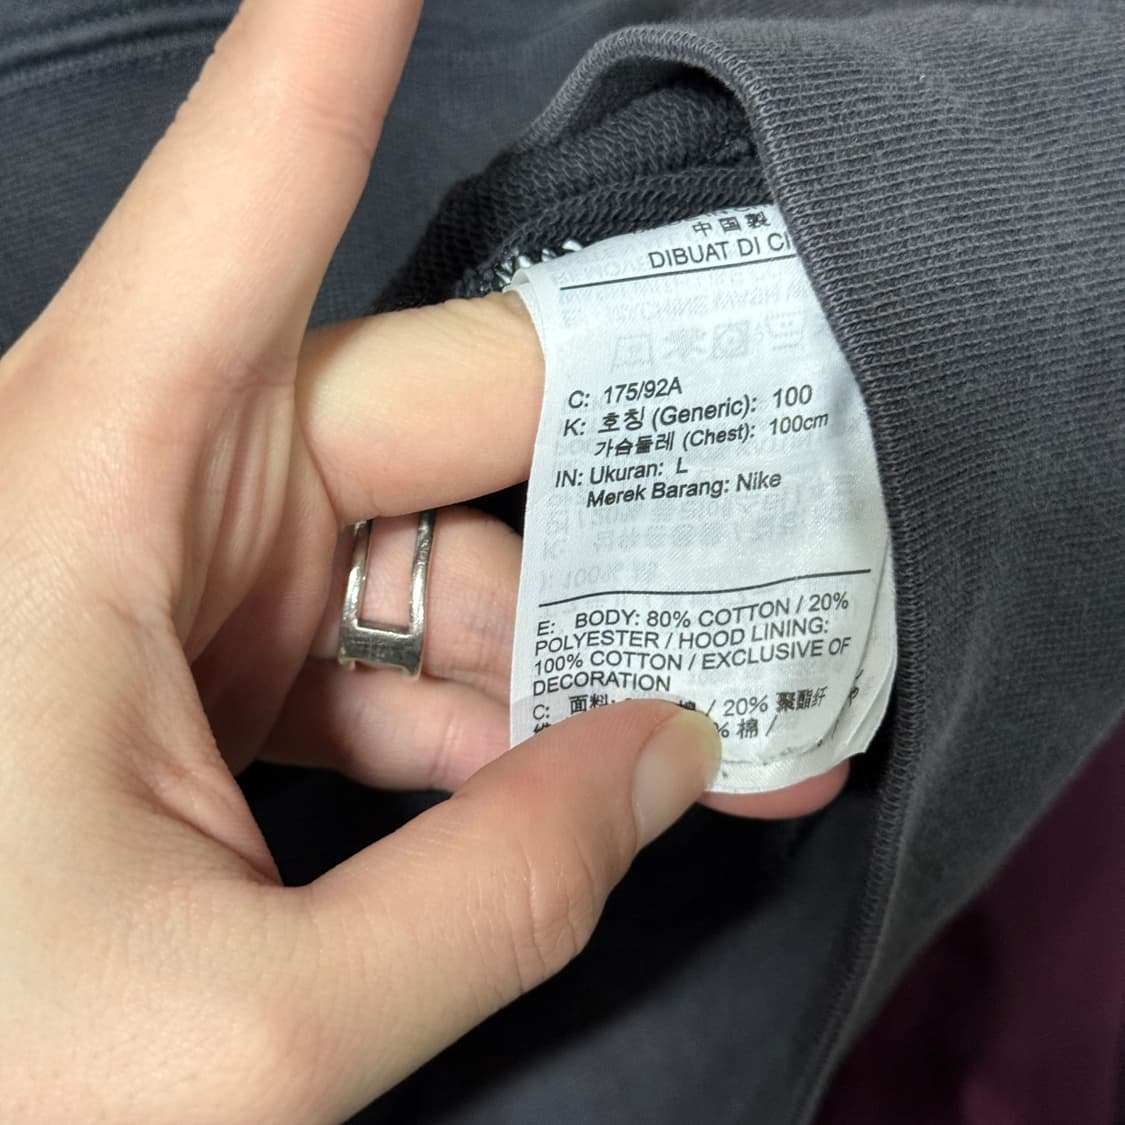 中国製
DIBUAT DI
C: 175/92A
K: 호칭 (Generic): 100
가슴둘레 (Chest): 100cm
IN: Ukuran: L
Merek Barang: Nike
E: BODY: 80% COTTON / 20%
POLYESTER / HOOD LINING:
100% COTTON / EXCLUSIVE OF
DECORATION
C: 面料: 棉 / 20% 聚酯纤
维 % 棉 /